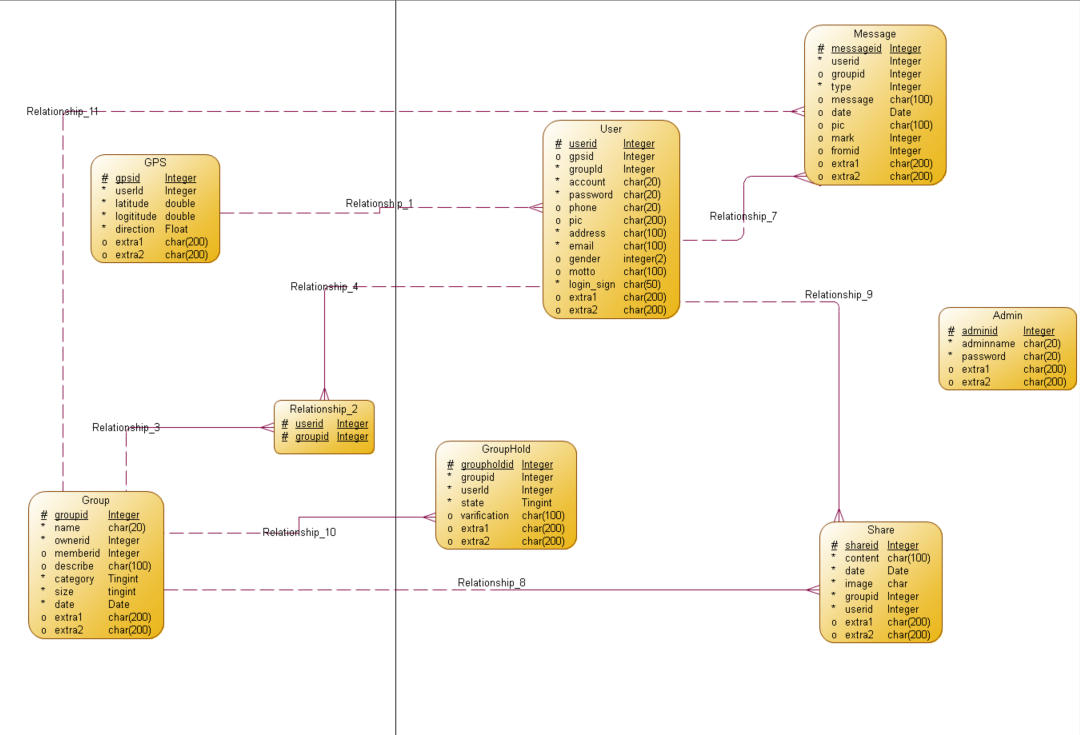 Message
# messageid Integer
* userid Integer
o groupid Integer
* type Integer
o message char(100)
o date Date
o pic char(100)
o mark Integer
o fromid Integer
o extra1 char(200)
o extra2 char(200)
Relationship_11
User
# userid Integer
o gpsid Integer
* groupId Integer
* account char(20)
* password char(20)
o phone char(20)
o pic char(200)
* address char(100)
* email char(100)
o gender integer(2)
o motto char(100)
* login_sign char(50)
o extra1 char(200)
o extra2 char(200)
GPS
# gpsid Integer
* userId Integer
* latitude double
* logititude double
* direction Float
o extra1 char(200)
o extra2 char(200)
Relationship_1
Relationship_7
Relationship_4
Relationship_9
Admin
# adminid Integer
* adminname char(20)
* password char(20)
o extra1 char(200)
o extra2 char(200)
Relationship_2
# userid Integer
# groupid Integer
Relationship_3
GroupHold
# groupholdid Integer
* groupid Integer
* userId Integer
* state Tingint
o varification char(100)
o extra1 char(200)
o extra2 char(200)
Group
# groupid Integer
* name char(20)
* ownerid Integer
o memberid Integer
o describe char(100)
* category Tingint
* size tingint
* date Date
o extra1 char(200)
o extra2 char(200)
Relationship_10
Share
# shareid Integer
* content char(100)
* date Date
* image char
* groupid Integer
* userid Integer
o extra1 char(200)
o extra2 char(200)
Relationship_8